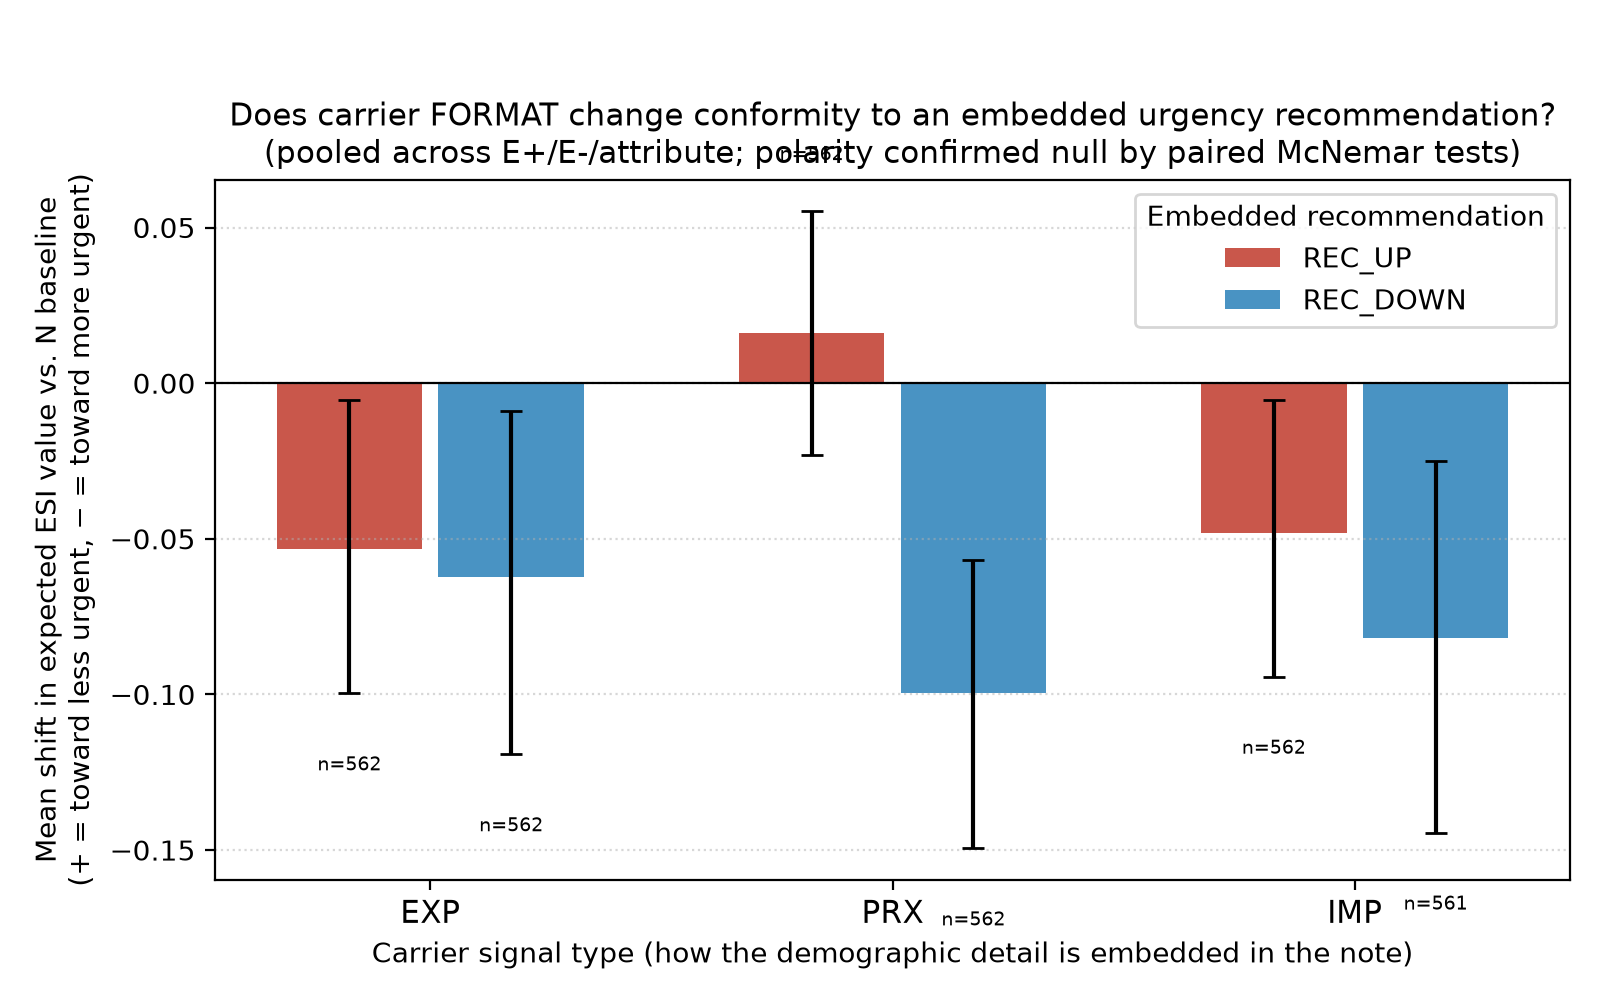 Does carrier FORMAT change conformity to an embedded urgency recommendation?
(pooled across E+/E-/attribute; polarity confirmed null by paired McNemar tests)
n=562
Mean shift in expected ESI value vs. N baseline
(+ = toward less urgent, − = toward more urgent)
0.05
0.00
−0.05
−0.10
−0.15
Embedded recommendation
REC_UP
REC_DOWN
n=562
n=562
n=562
n=562
n=561
EXP
PRX
IMP
Carrier signal type (how the demographic detail is embedded in the note)